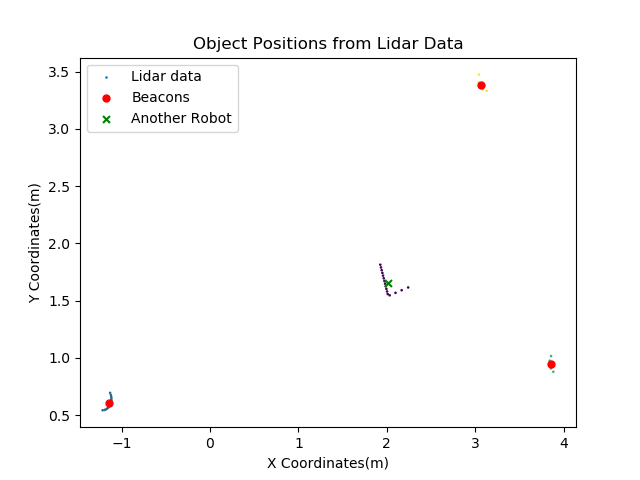 Object Positions from Lidar Data
Lidar data
Beacons
Another Robot
3.5
3.0
2.5
2.0
1.5
1.0
0.5
Y Coordinates(m)
−1
0
1
2
3
4
X Coordinates(m)